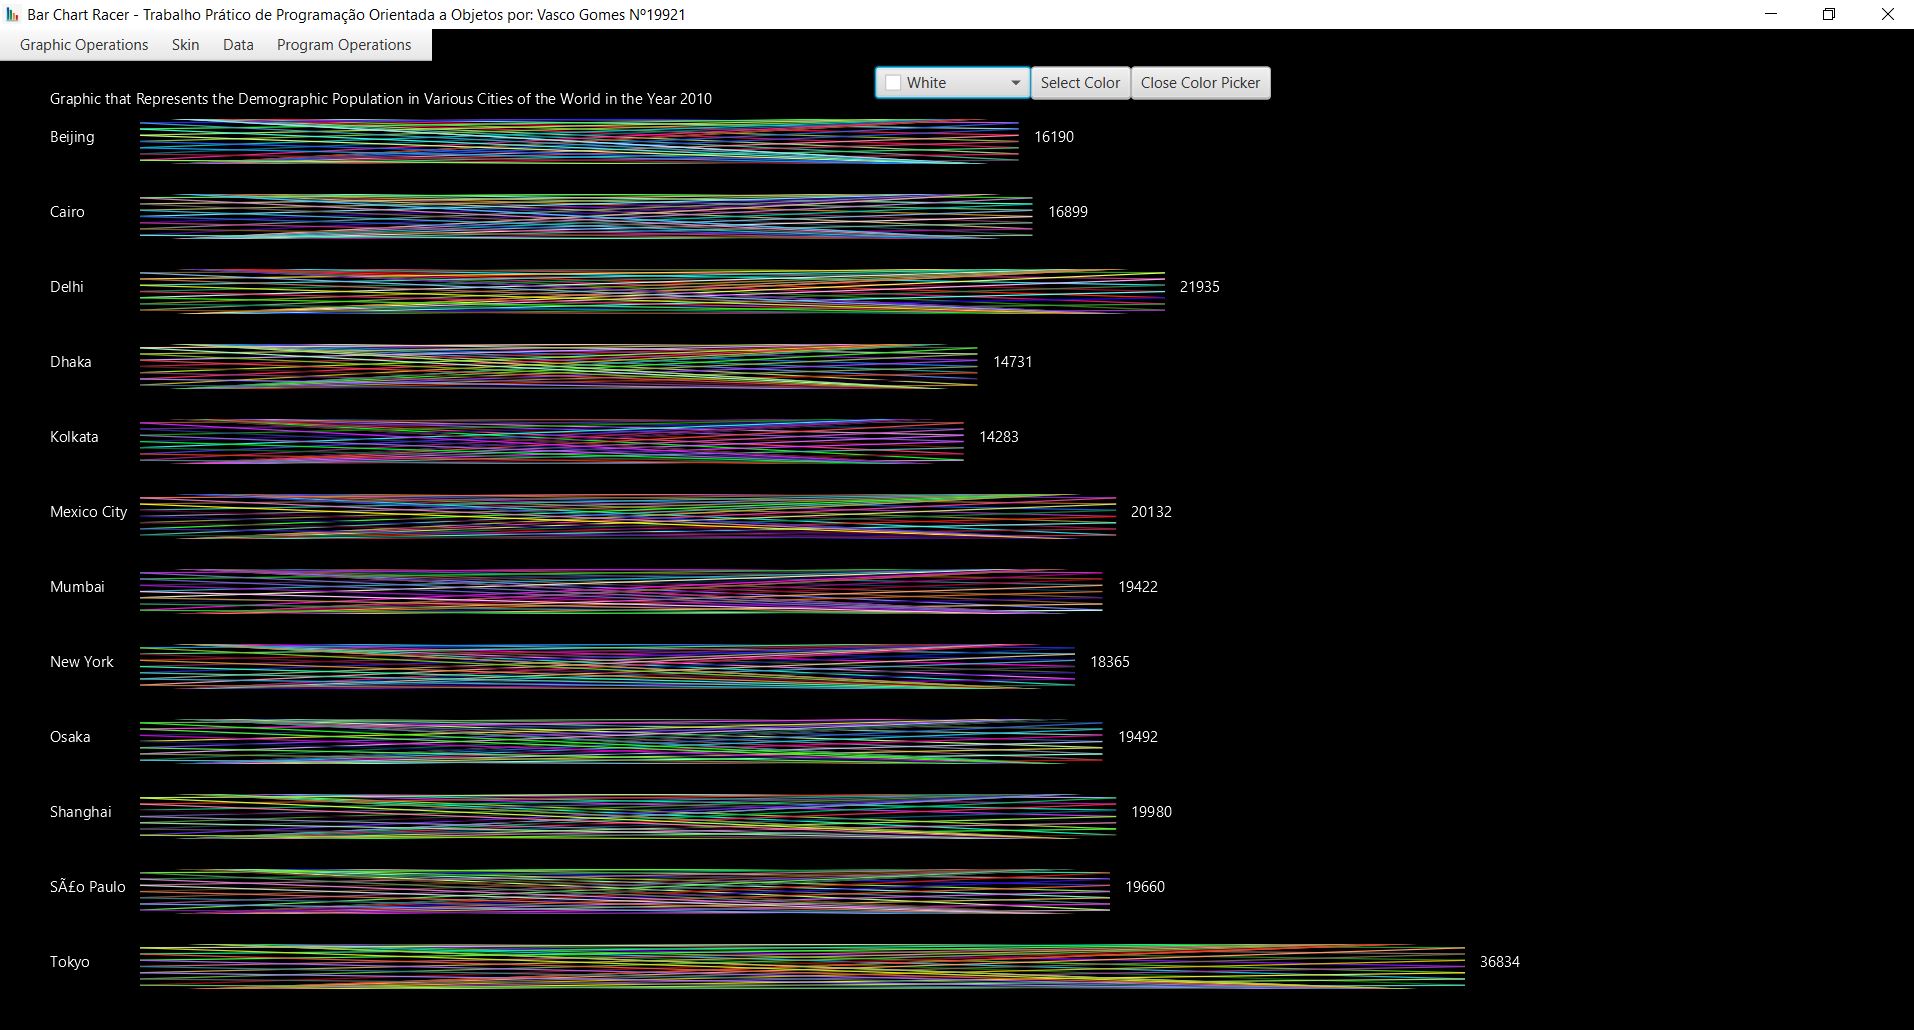 Bar Chart Racer - Trabalho Prático de Programação Orientada a Objetos por: Vasco Gomes Nº19921
Graphic Operations Skin Data Program Operations
White Select Color Close Color Picker
Graphic that Represents the Demographic Population in Various Cities of the World in the Year 2010
Beijing 16190
Cairo 16899
Delhi 21935
Dhaka 14731
Kolkata 14283
Mexico City 20132
Mumbai 19422
New York 18365
Osaka 19492
Shanghai 19980
SÃ£o Paulo 19660
Tokyo 36834